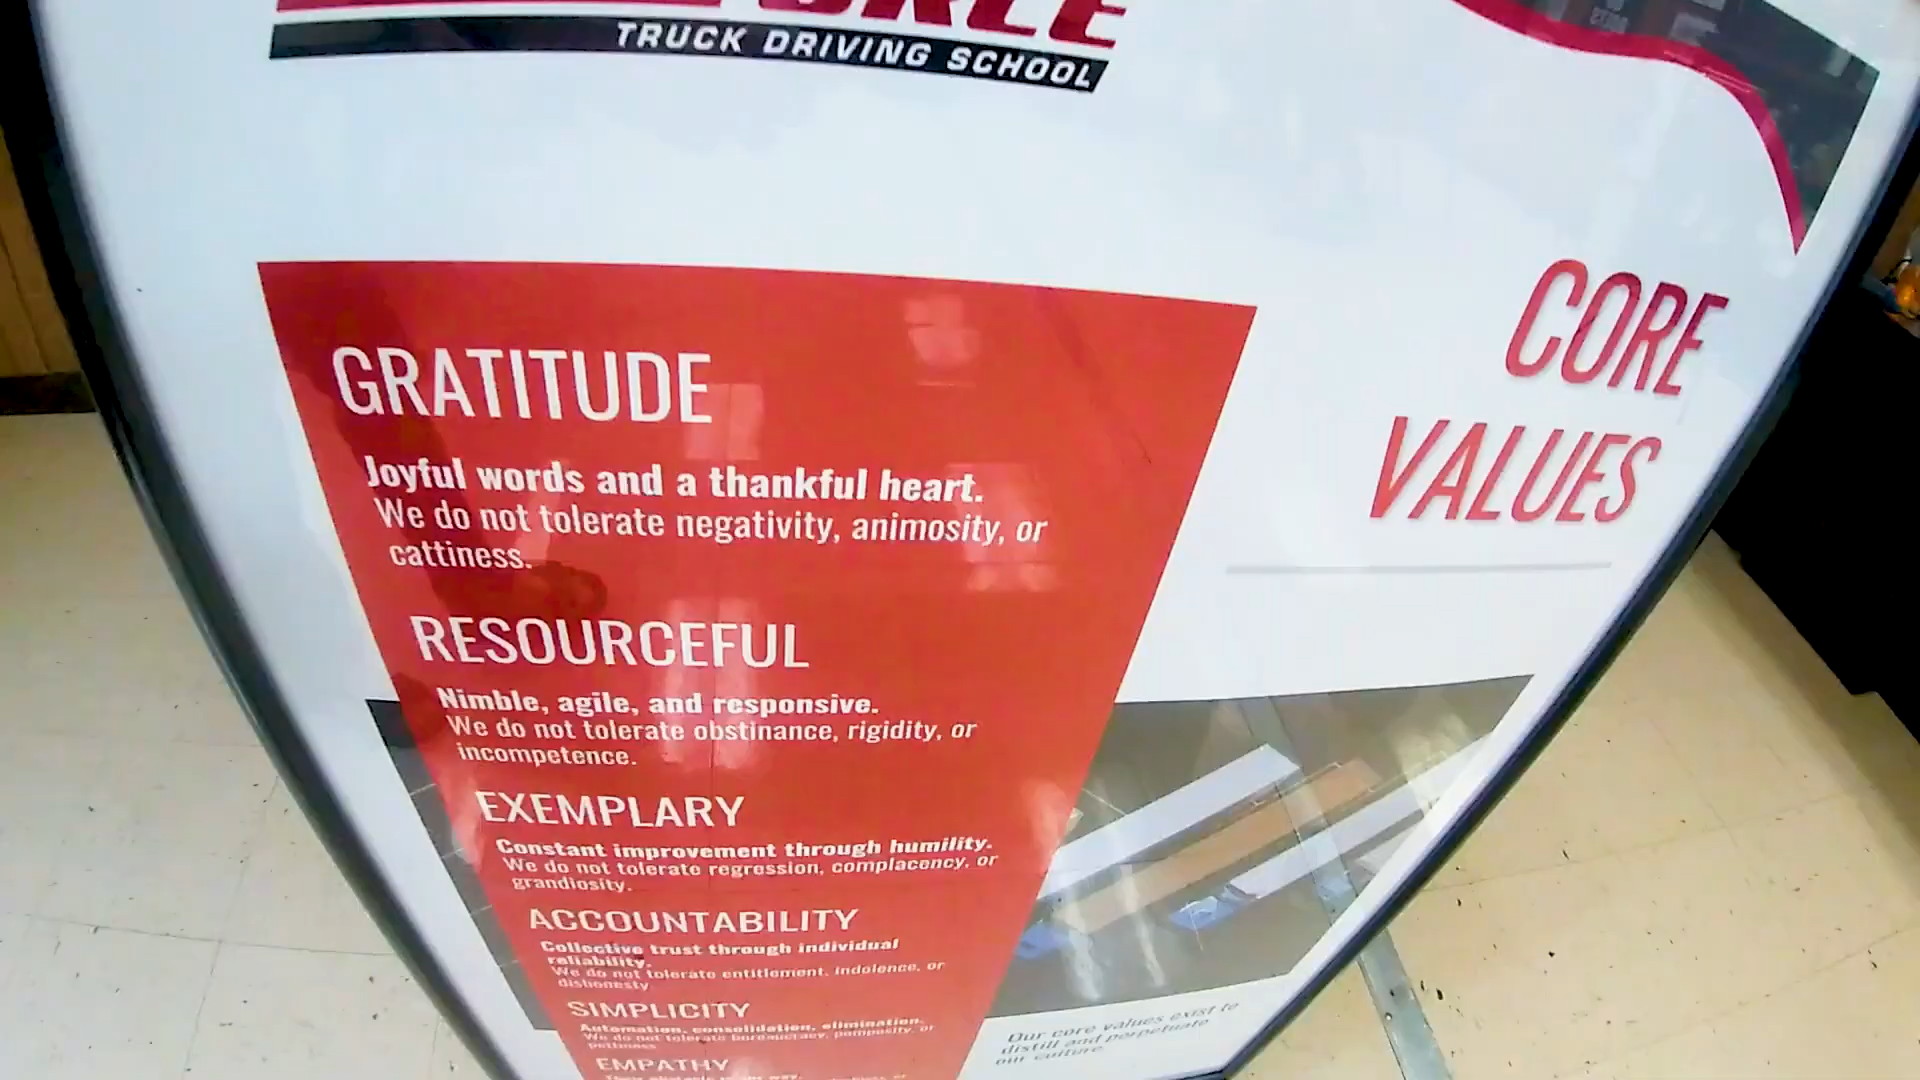 TRUCK DRIVING SCHOOL
CORE
VALUES
GRATITUDE
Joyful words and a thankful heart.
We do not tolerate negativity, animosity, or
cattiness.
RESOURCEFUL
Nimble, agile, and responsive.
We do not tolerate obstinance, rigidity, or
incompetence.
EXEMPLARY
Constant improvement through humility.
We do not tolerate regression, complacency, or
grandiosity.
ACCOUNTABILITY
Collective trust through individual
reliability.
We do not tolerate entitlement, indolence, or
dishonesty
SIMPLICITY
Automation, consolidation, elimination.
We do not tolerate bureaucracy, pomposity, or
pettiness
EMPATHY
Our core values exist to
distill and perpetuate
our culture.